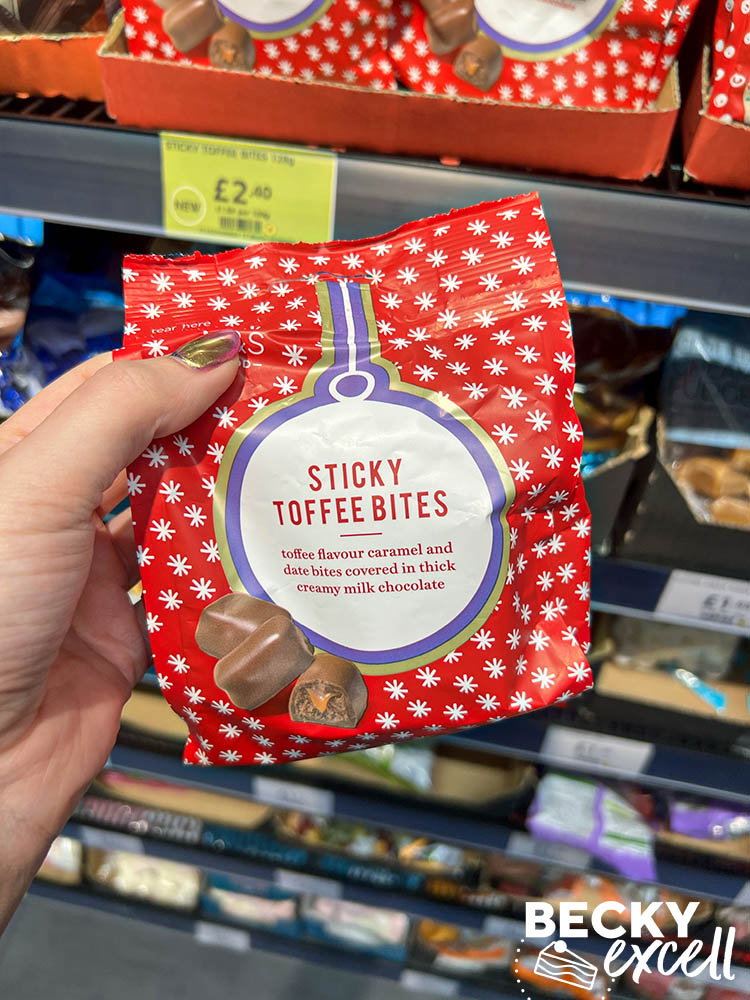 STICKY TOFFEE BITES 128g
£2.40
NEW
tear here
STICKY
TOFFEE BITES
toffee flavour caramel and
date bites covered in thick
creamy milk chocolate
BECKY
excell